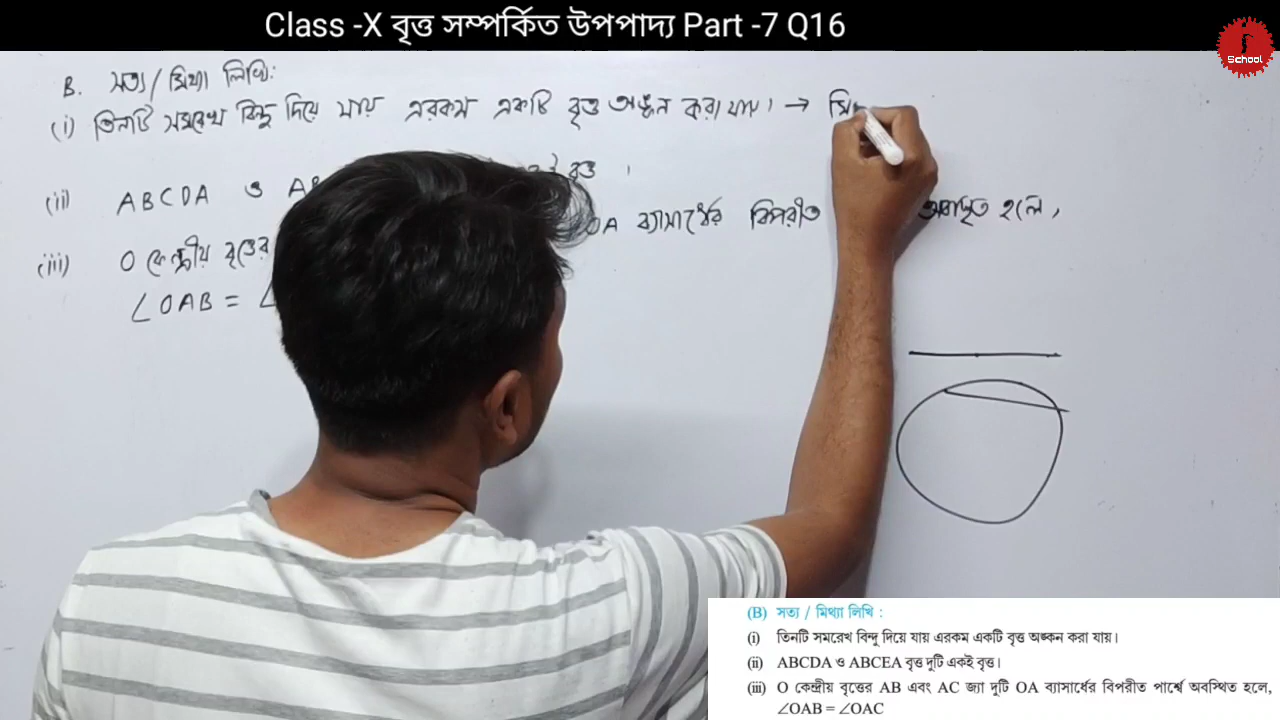 Class -X বৃত্ত সম্পর্কিত উপপাদ্য Part -7 Q16
School
B. সত্য / মিথ্যা লিখি:
(i) তিনটি সমরেখ বিন্দু দিয়ে যায় এরকম একটি বৃত্ত অঙ্কন করা যায়। →
(ii) ABCDA ও বৃত্ত ।
(iii) O কেন্দ্রীয় বৃত্তের OA ব্যাসার্ধের বিপরীত অবস্থিত হলে,
∠OAB = ∠
(B) সত্য / মিথ্যা লিখি :
(i) তিনটি সমরেখ বিন্দু দিয়ে যায় এরকম একটি বৃত্ত অঙ্কন করা যায়।
(ii) ABCDA ও ABCEA বৃত্ত দুটি একই বৃত্ত।
(iii) O কেন্দ্রীয় বৃত্তের AB এবং AC জ্যা দুটি OA ব্যাসার্ধের বিপরীত পার্শ্বে অবস্থিত হলে,
∠OAB = ∠OAC